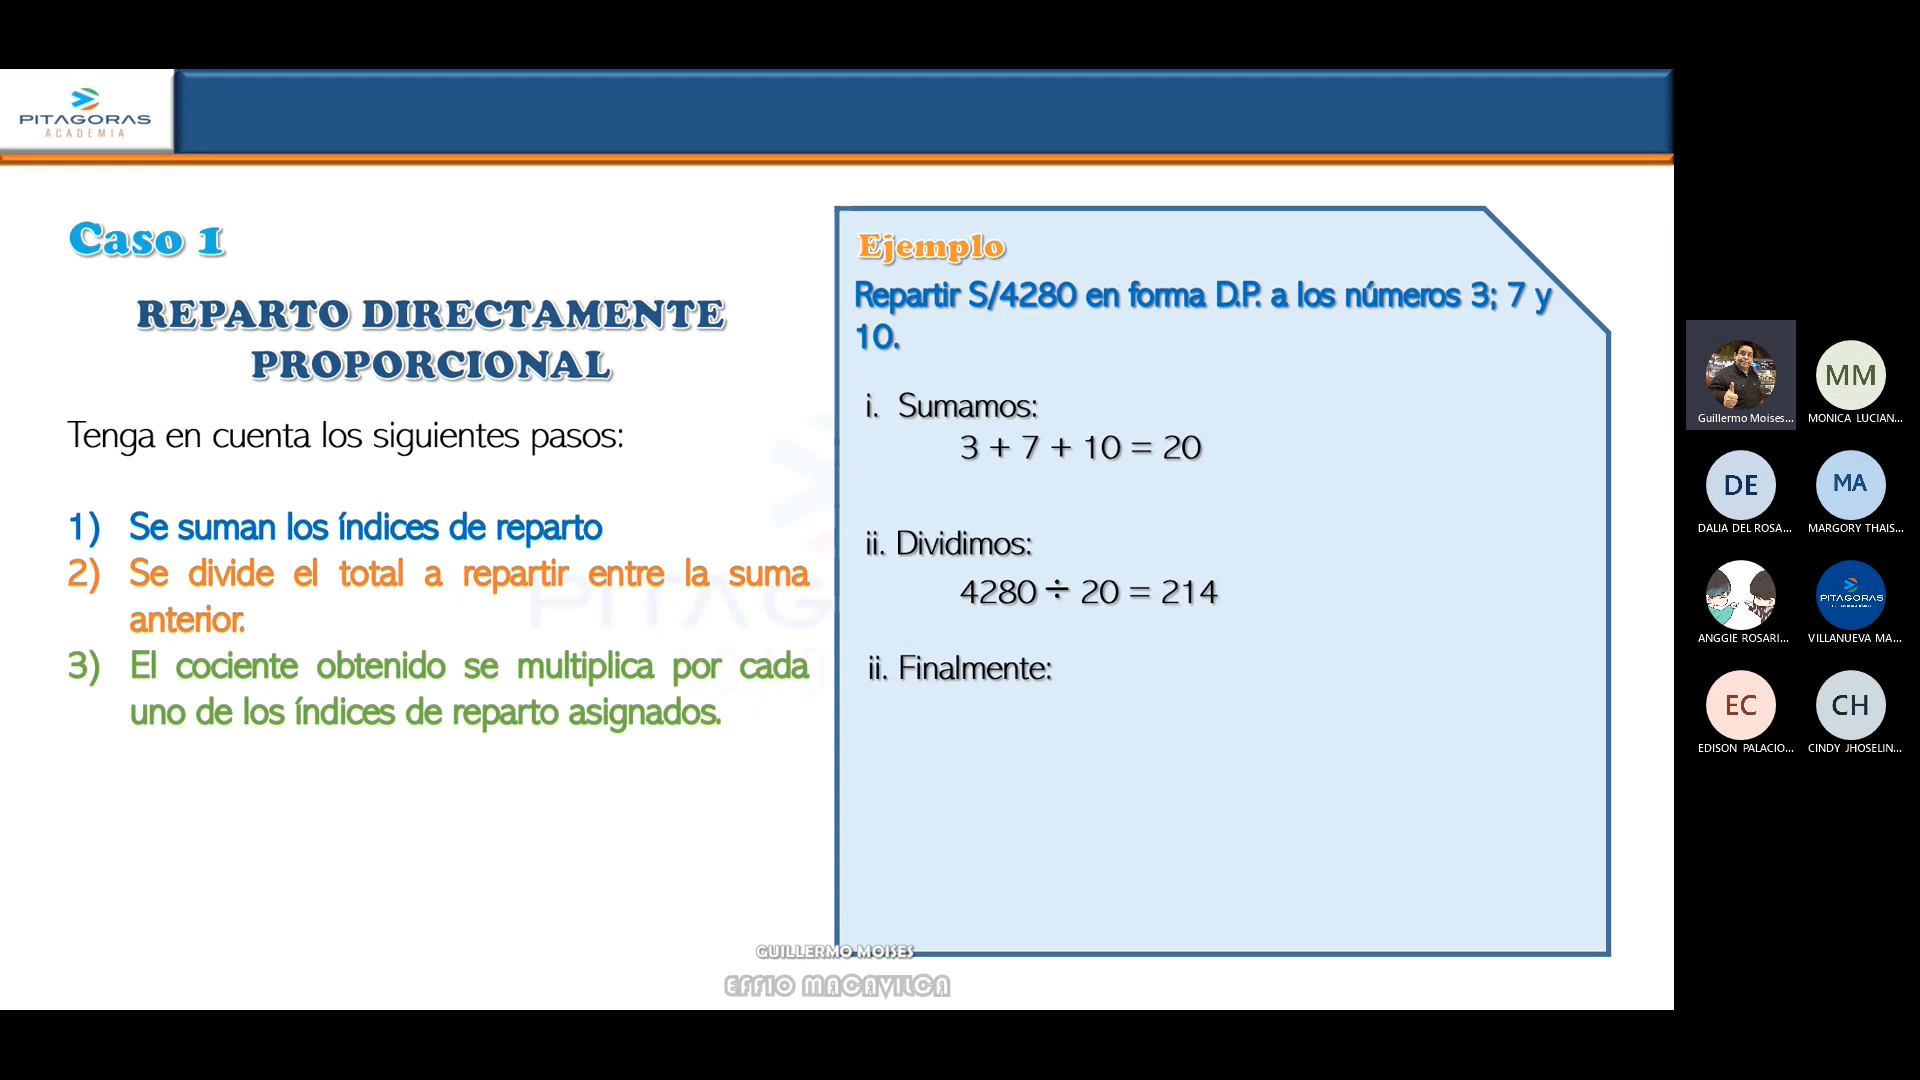 PITAGORAS
ACADEMIA
Caso 1
REPARTO DIRECTAMENTE
PROPORCIONAL
Tenga en cuenta los siguientes pasos:
1) Se suman los índices de reparto
2) Se divide el total a repartir entre la suma
anterior.
3) El cociente obtenido se multiplica por cada
uno de los índices de reparto asignados.
Ejemplo
Repartir S/4280 en forma D.P. a los números 3; 7 y
10.
i. Sumamos:
3 + 7 + 10 = 20
ii. Dividimos:
4280 ÷ 20 = 214
ii. Finalmente:
GUILLERMO MOISES
EFFIO MACAVILCA
Guillermo Moises...
MM
MONICA LUCIAN...
DE
DALIA DEL ROSA...
MA
MARGORY THAIS...
ANGGIE ROSARI...
PITAGORAS
VILLANUEVA MA...
EC
EDISON PALACIO...
CH
CINDY JHOSELIN...